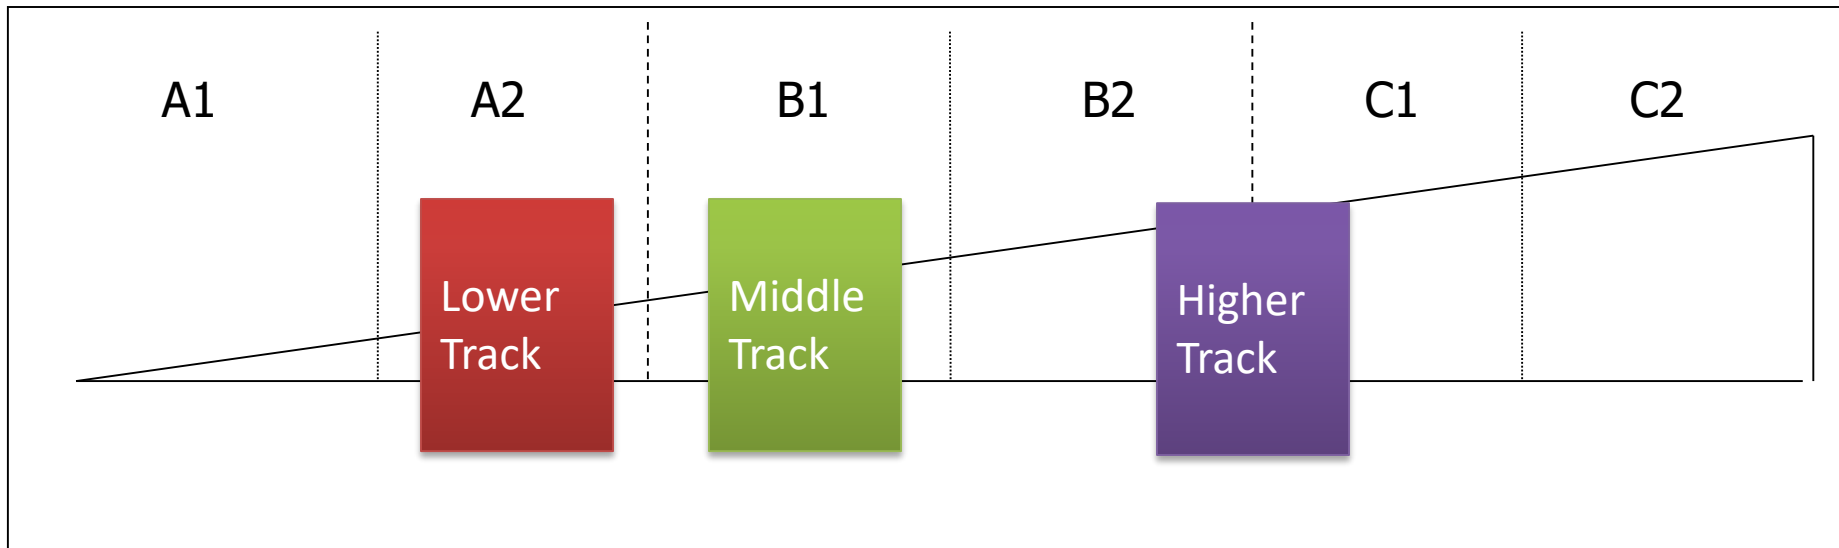 A1 A2 B1 B2 C1 C2
Lower
Track
Middle
Track
Higher
Track